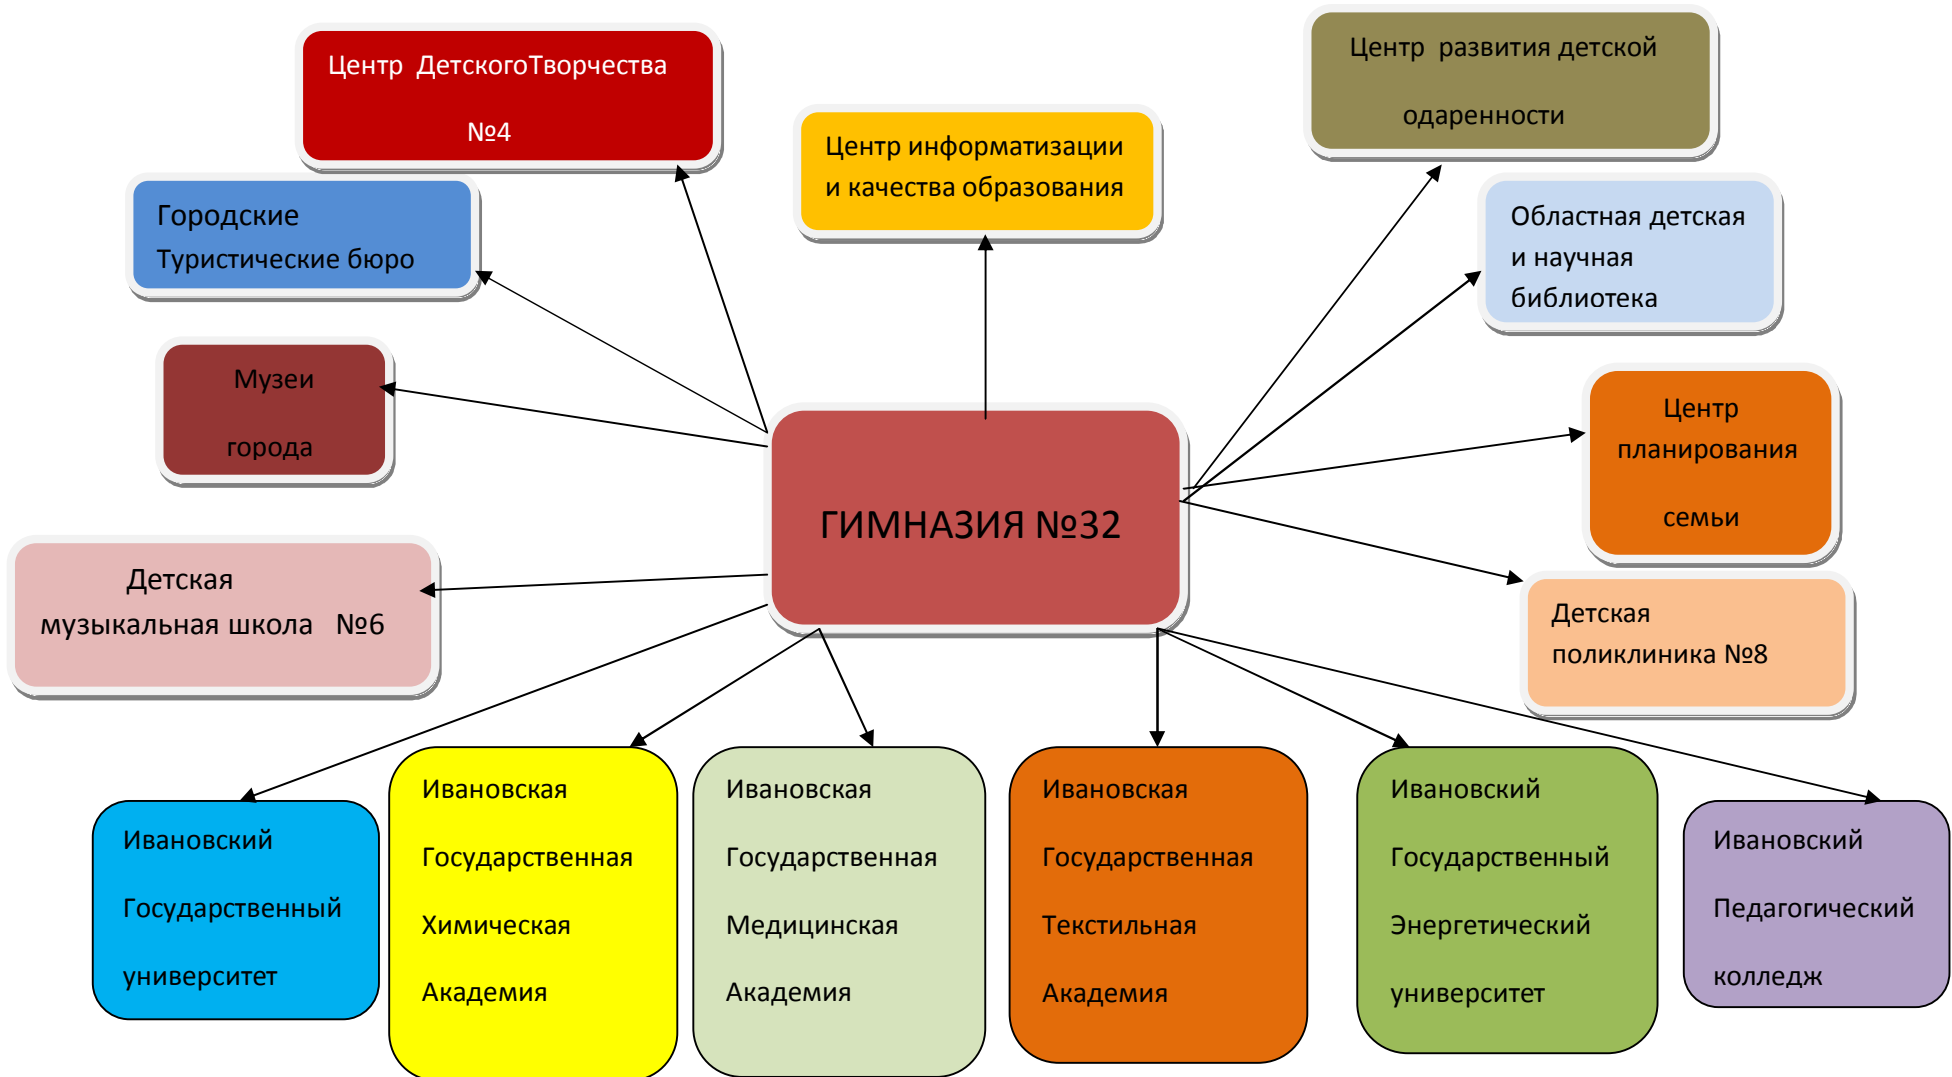 Центр ДетскогоТворчества
№4
Центр развития детской
одаренности
Центр информатизации
и качества образования
Городские
Туристические бюро
Областная детская
и научная
библиотека
Музеи
города
Центр
планирования
семьи
ГИМНАЗИЯ №32
Детская
музыкальная школа №6
Детская
поликлиника №8
Ивановский
Государственный
университет
Ивановская
Государственная
Химическая
Академия
Ивановская
Государственная
Медицинская
Академия
Ивановская
Государственная
Текстильная
Академия
Ивановский
Государственный
Энергетический
университет
Ивановский
Педагогический
колледж